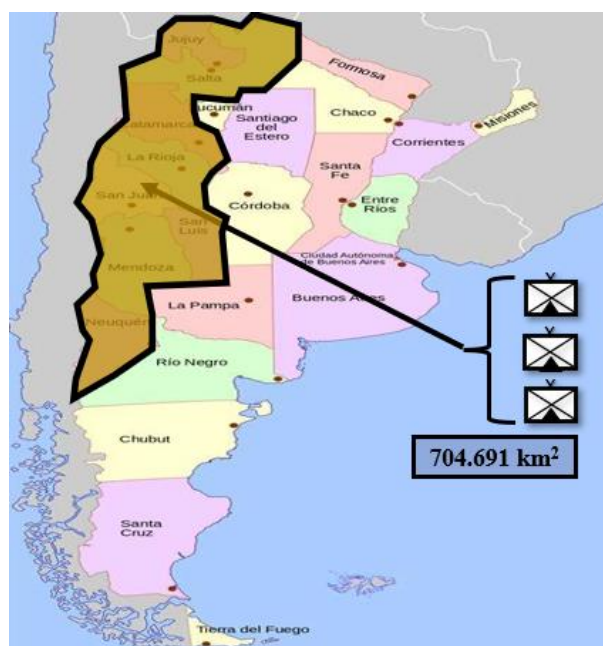 Jujuy
Salta
Formosa
ucumán
Chaco
Misiones
Santiago
del
Estero
Catamarca
Corrientes
La Rioja
Santa
Fe
San Juan
Córdoba
Entre
Ríos
San
Luis
Ciudad Autónoma
de Buenos Aires
Mendoza
Buenos Aires
La Pampa
Neuquén
Río Negro
Chubut
704.691 km²
Santa
Cruz
Tierra del Fuego